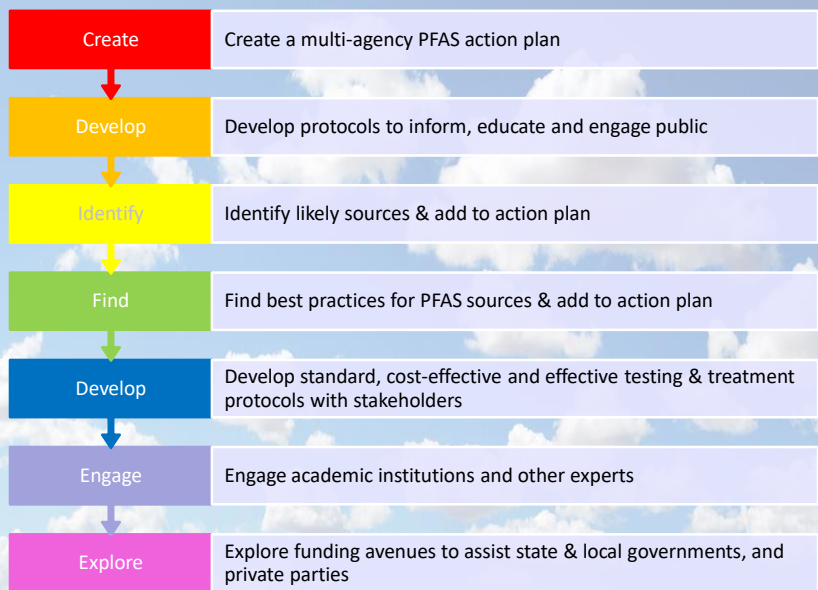 Create
Create a multi-agency PFAS action plan
Develop
Develop protocols to inform, educate and engage public
Identify
Identify likely sources & add to action plan
Find
Find best practices for PFAS sources & add to action plan
Develop
Develop standard, cost-effective and effective testing & treatment
protocols with stakeholders
Engage
Engage academic institutions and other experts
Explore
Explore funding avenues to assist state & local governments, and
private parties